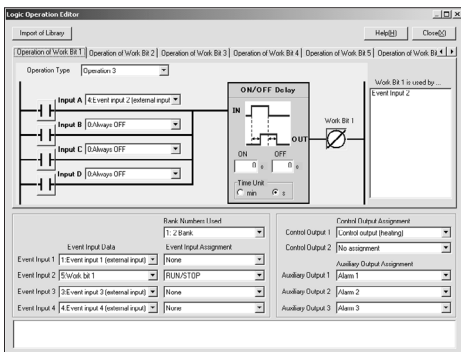 Logic Operation Editor
Import of Library Help(H) Close(X)
Operation of Work Bit 1 Operation of Work Bit 2 Operation of Work Bit 3 Operation of Work Bit 4 Operation of Work Bit 5 Operation of Work Bit
Operation Type Operation 3
Work Bit 1 is used by ...
Event Input 2
ON/OFF Delay
Input A 4:Event input 2 (external input)
IN
Work Bit 1
Input B 0:Always OFF
OUT
Input C 0:Always OFF
ON OFF
0 s 0 s
Input D 0:Always OFF
Time Unit
min s
Bank Numbers Used
1: 2 Bank
Event Input Data Event Input Assignment
Event Input 1 1:Event input 1 (external input) None
Event Input 2 5:Work bit 1 RUN/STOP
Event Input 3 3:Event input 3 (external input) None
Event Input 4 4:Event input 4 (external input) None
Control Output Assignment
Control Output 1 Control output (heating)
Control Output 2 No assignment
Auxiliary Output Assignment
Auxiliary Output 1 Alarm 1
Auxiliary Output 2 Alarm 2
Auxiliary Output 3 Alarm 3